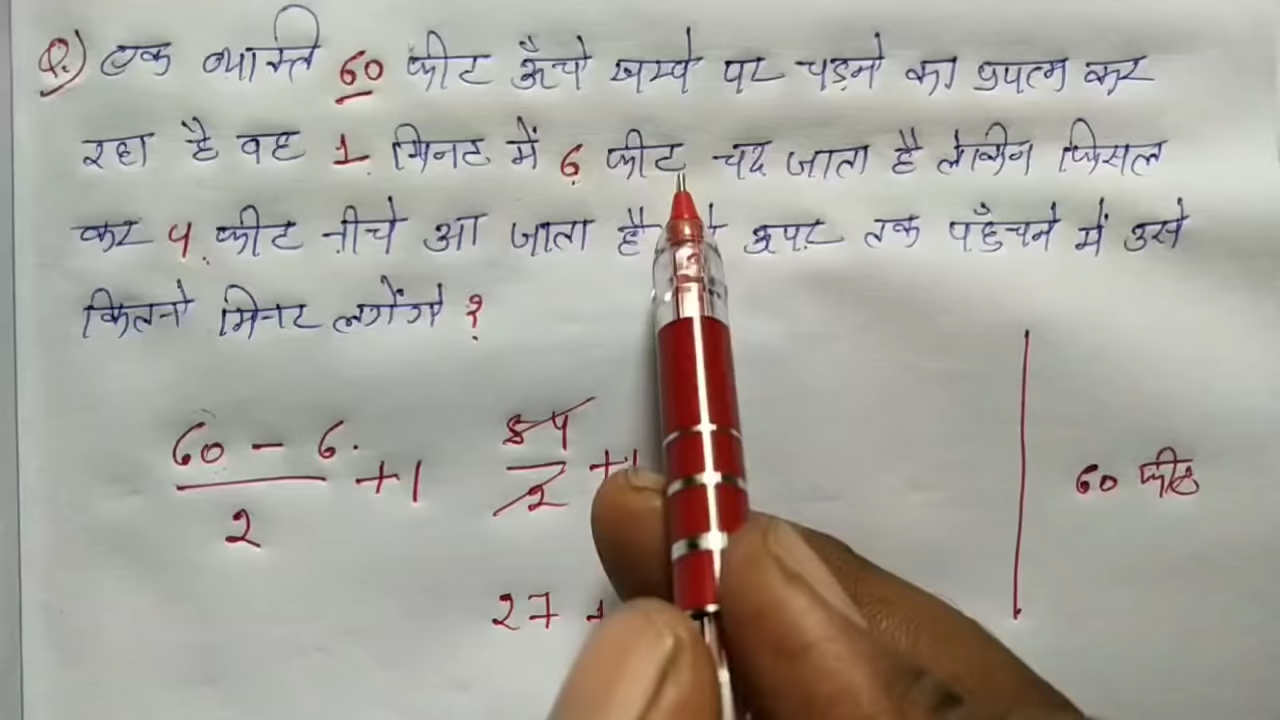 Q.) एक व्यक्ति 60 फीट ऊँचे खम्बे पर चड़ने का प्रयत्न कर
रहा है वह 1 मिनट में 6 फीट चढ़ जाता है लेकिन फिसल
कर 4 फीट नीचे आ जाता है ऊपर तक पहुँचने में उसे
कितने मिनट लगेंगे ?
60 - 6
2
+ 1
54
2
+
27 +
60 फीट